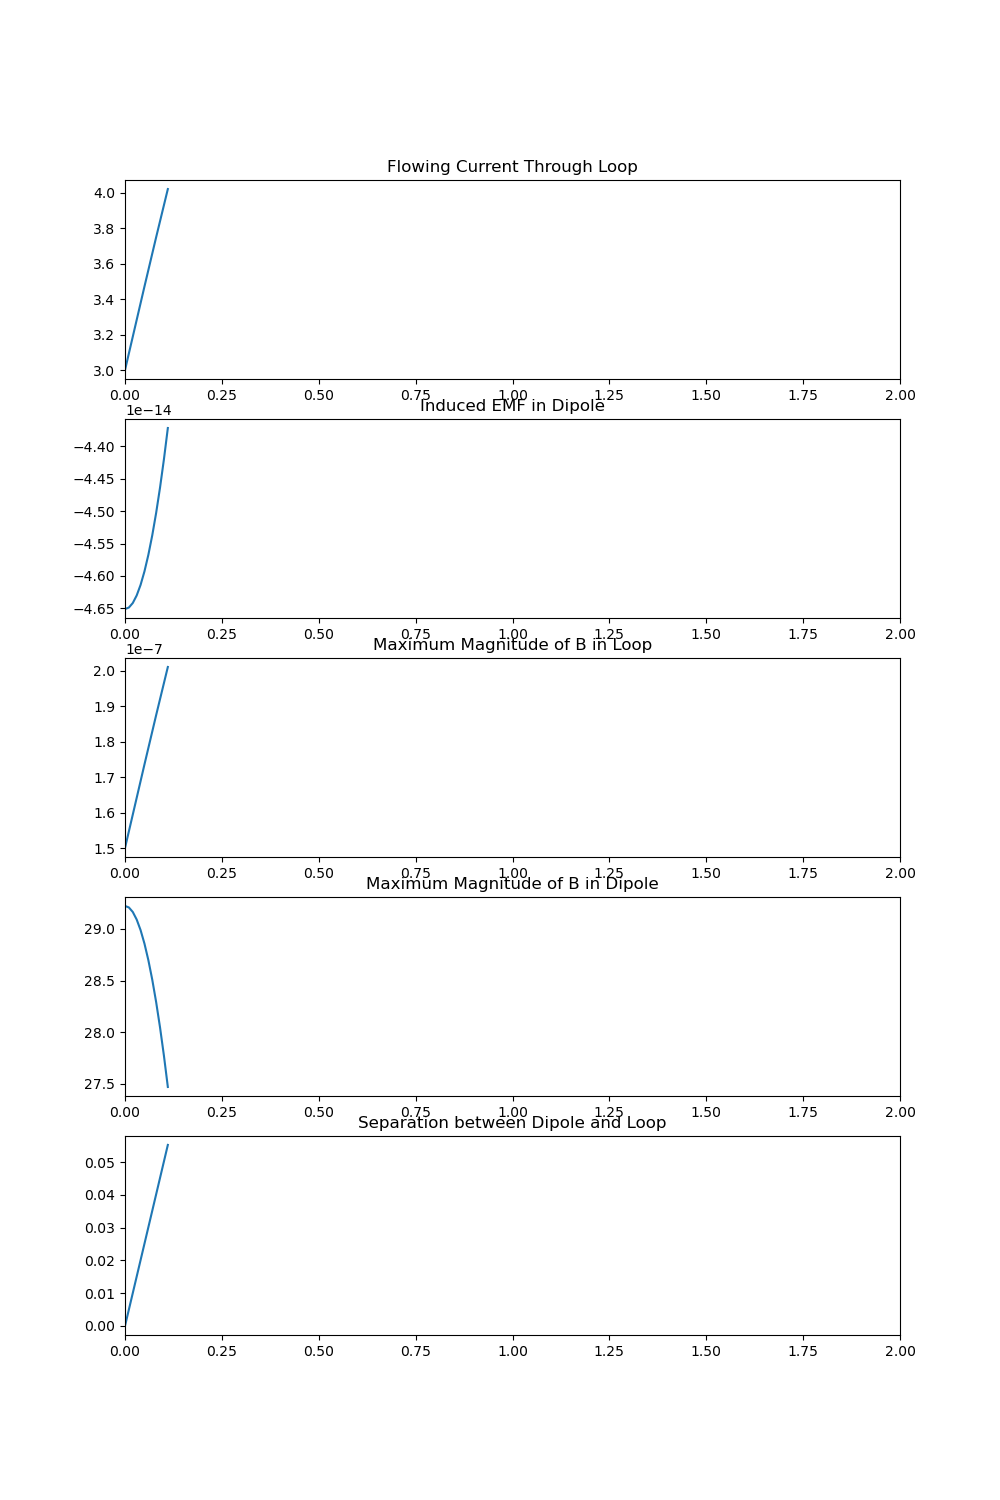 Flowing Current Through Loop
4.0
3.8
3.6
3.4
3.2
3.0
0.00 0.25 0.50 0.75 1.00 1.25 1.50 1.75 2.00
Induced EMF in Dipole
1e−14
−4.40
−4.45
−4.50
−4.55
−4.60
−4.65
0.00 0.25 0.50 0.75 1.00 1.25 1.50 1.75 2.00
Maximum Magnitude of B in Loop
1e−7
2.0
1.9
1.8
1.7
1.6
1.5
0.00 0.25 0.50 0.75 1.00 1.25 1.50 1.75 2.00
Maximum Magnitude of B in Dipole
29.0
28.5
28.0
27.5
0.00 0.25 0.50 0.75 1.00 1.25 1.50 1.75 2.00
Separation between Dipole and Loop
0.05
0.04
0.03
0.02
0.01
0.00
0.00 0.25 0.50 0.75 1.00 1.25 1.50 1.75 2.00